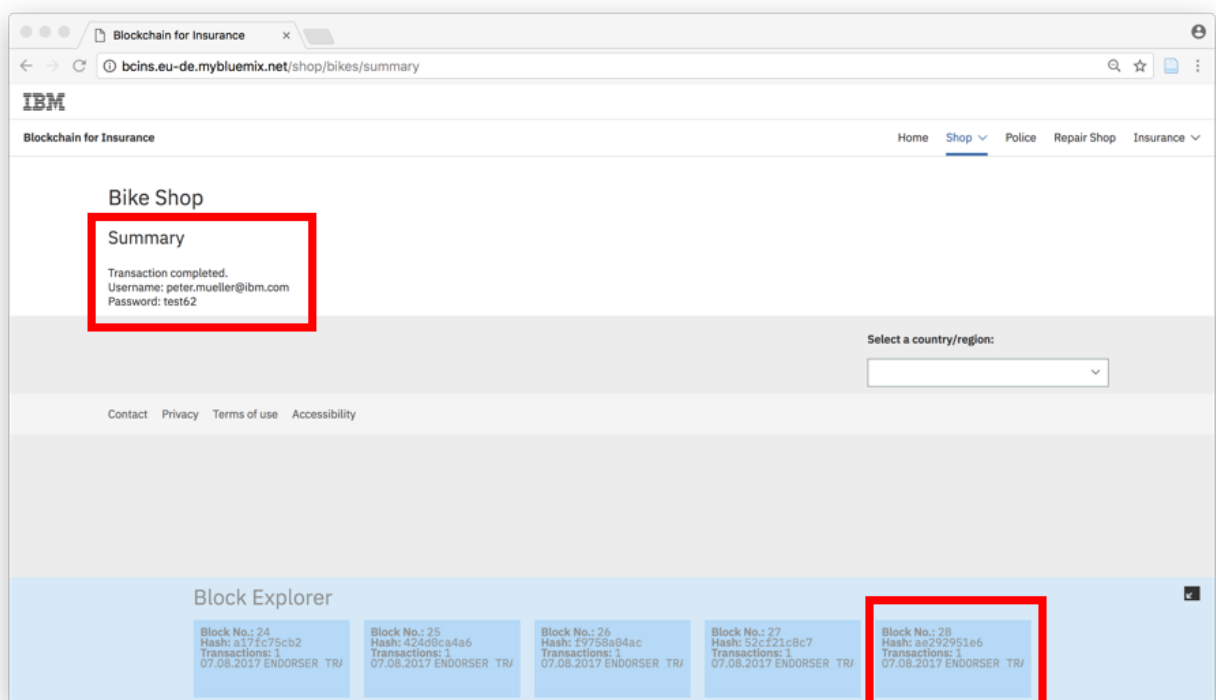 Blockchain for Insurance
bcins.eu-de.mybluemix.net/shop/bikes/summary
IBM
Blockchain for Insurance
Home Shop Police Repair Shop Insurance
Bike Shop
Summary
Transaction completed.
Username: peter.mueller@ibm.com
Password: test62
Select a country/region:
Contact Privacy Terms of use Accessibility
Block Explorer
Block No.: 24
Hash: a17fc75cb2
Transactions: 1
07.08.2017 ENDORSER TRA
Block No.: 25
Hash: 424d0ca4a6
Transactions: 1
07.08.2017 ENDORSER TR/
Block No.: 26
Hash: f9758a04ac
Transactions: 1
07.08.2017 ENDORSER TR/
Block No.: 27
Hash: 52cf21c8c7
Transactions: 1
07.08.2017 ENDORSER TR/
Block No.: 28
Hash: ae292951e6
Transactions: 1
07.08.2017 ENDORSER TR/